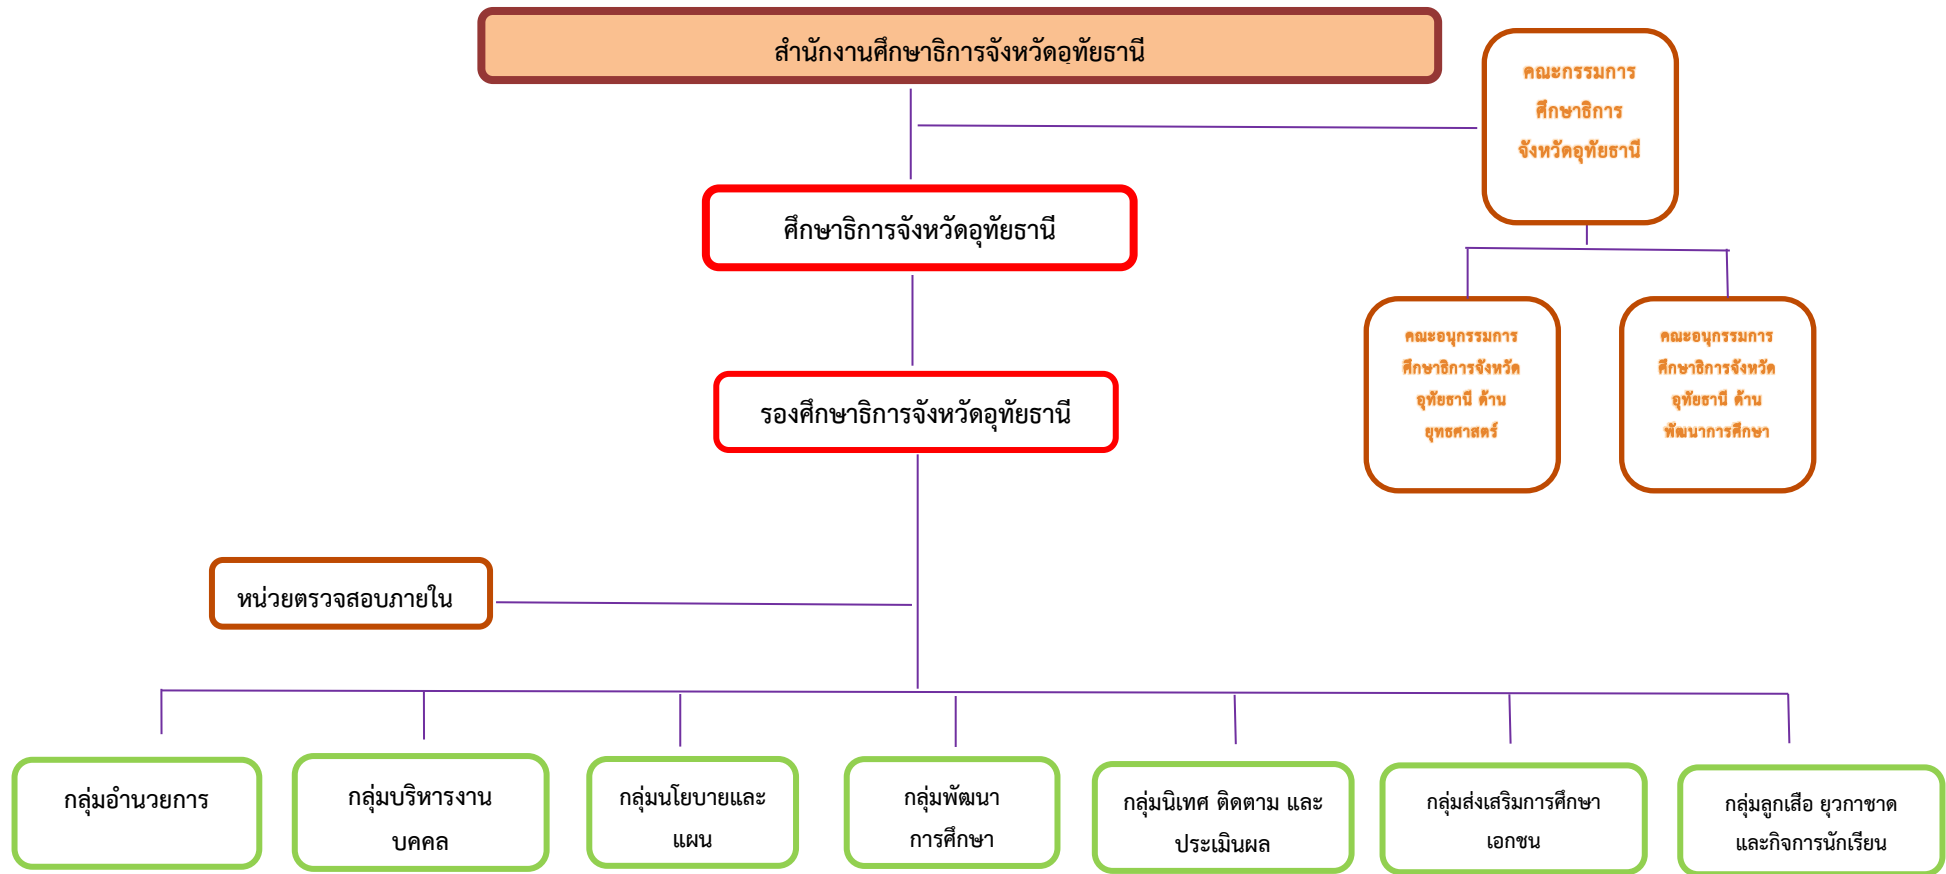 สำนักงานศึกษาธิการจังหวัดอุทัยธานี
คณะกรรมการ
ศึกษาธิการ
จังหวัดอุทัยธานี
ศึกษาธิการจังหวัดอุทัยธานี
รองศึกษาธิการจังหวัดอุทัยธานี
คณะอนุกรรมการ
ศึกษาธิการจังหวัด
อุทัยธานี ด้าน
ยุทธศาสตร์
คณะอนุกรรมการ
ศึกษาธิการจังหวัด
อุทัยธานี ด้าน
พัฒนาการศึกษา
หน่วยตรวจสอบภายใน
กลุ่มอำนวยการ
กลุ่มบริหารงาน
บุคคล
กลุ่มนโยบายและ
แผน
กลุ่มพัฒนา
การศึกษา
กลุ่มนิเทศ ติดตาม และ
ประเมินผล
กลุ่มส่งเสริมการศึกษา
เอกชน
กลุ่มลูกเสือ ยุวกาชาด
และกิจการนักเรียน